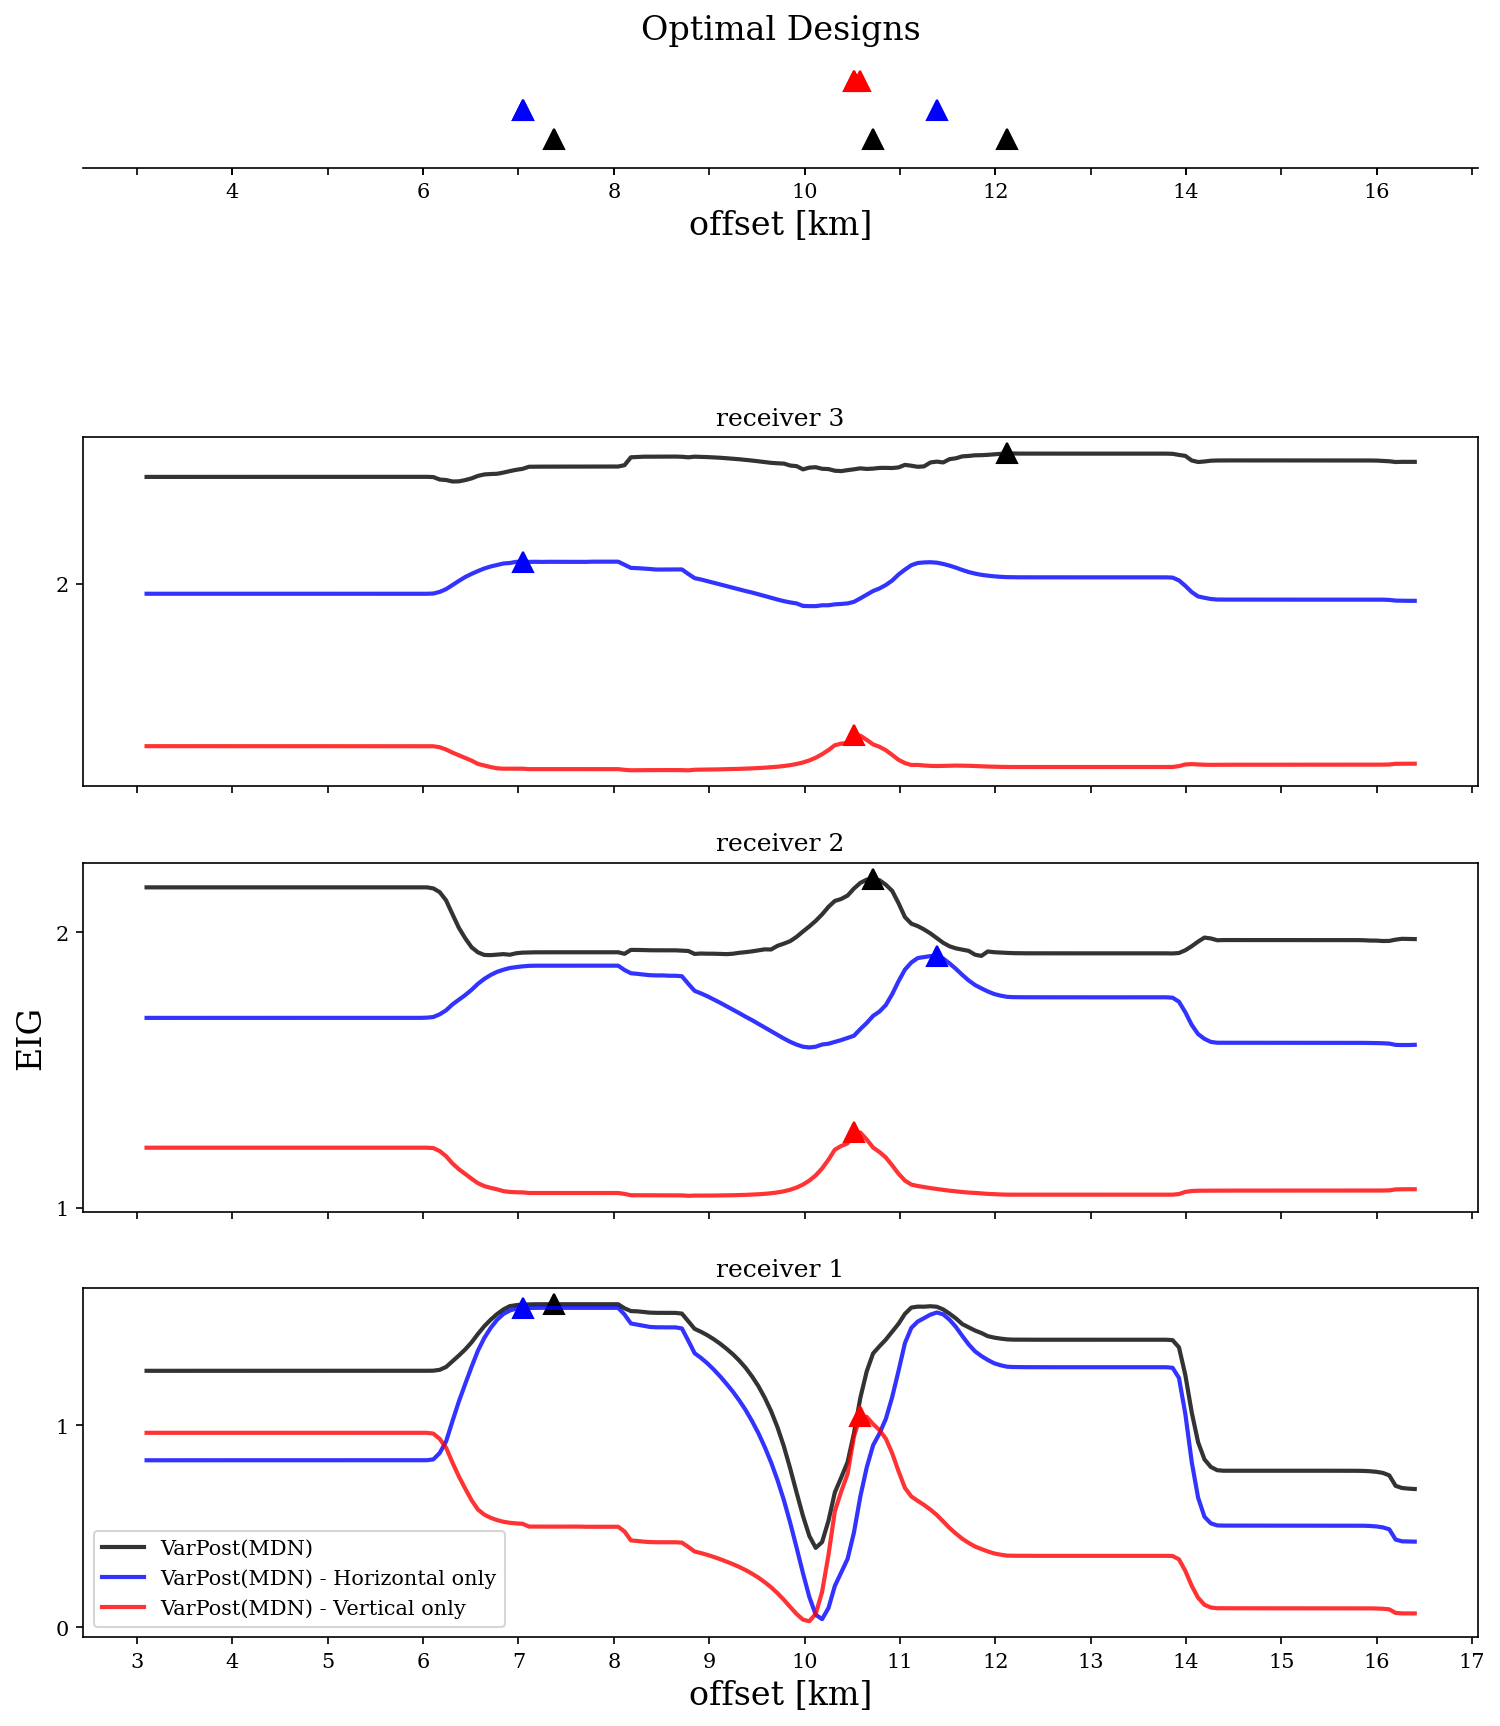 Optimal Designs
4 6 8 10 12 14 16
offset [km]
receiver 3
2
receiver 2
2
EIG
1
receiver 1
1
VarPost(MDN)
VarPost(MDN) - Horizontal only
VarPost(MDN) - Vertical only
0
3 4 5 6 7 8 9 10 11 12 13 14 15 16 17
offset [km]